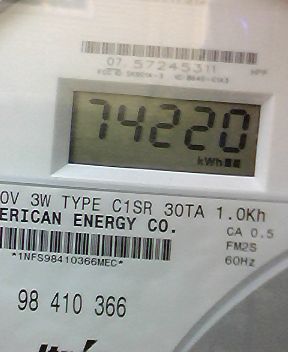 07 57245311
74220
kWh
0V 3W TYPE C1SR 30TA 1.0Kh
ERICAN ENERGY CO.
CA 0.5
FM2S
60Hz
*1NFS98410366MEC*
98 410 366